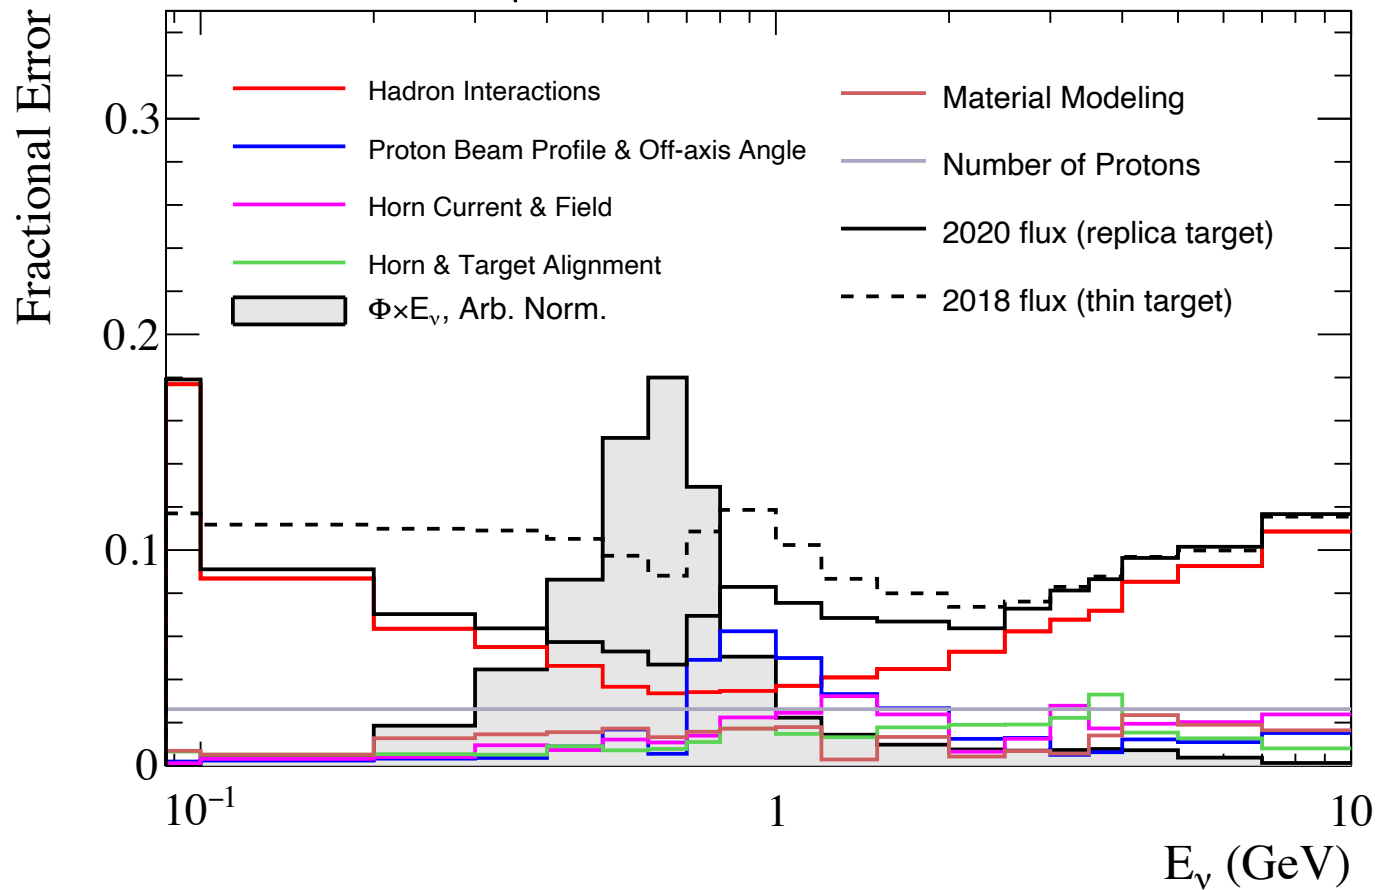 Fractional Error
0.3
0.2
0.1
0
Hadron Interactions
Proton Beam Profile & Off-axis Angle
Horn Current & Field
Horn & Target Alignment
Φ×Eν, Arb. Norm.
Material Modeling
Number of Protons
2020 flux (replica target)
2018 flux (thin target)
10⁻¹
1
10
Eν (GeV)